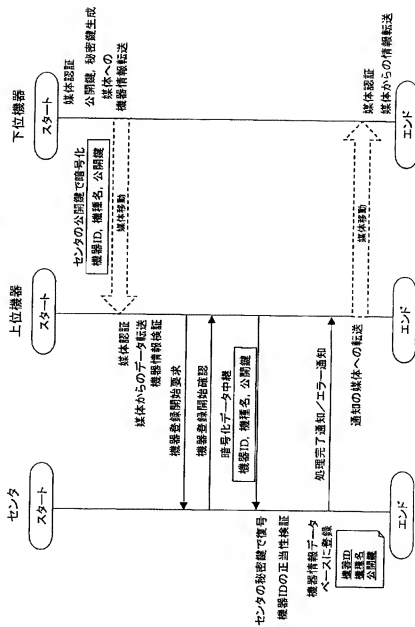 センタ
上位機器
下位機器
スタート
スタート
スタート
媒体認証
公開鍵, 秘密鍵生成
媒体への
機器情報転送
センタの公開鍵で暗号化
機器ID, 機種名, 公開鍵
媒体移動
媒体認証
媒体からのデータ転送
機器情報検証
機器登録開始要求
機器登録開始確認
暗号化データ中継
機器ID, 機種名, 公開鍵
センタの秘密鍵で復号
機器IDの正当性検証
機器情報データ
ベースに登録
機器ID
機種名
公開鍵
処理完了通知/エラー通知
通知の媒体への転送
媒体移動
媒体認証
媒体からの情報転送
エンド
エンド
エンド